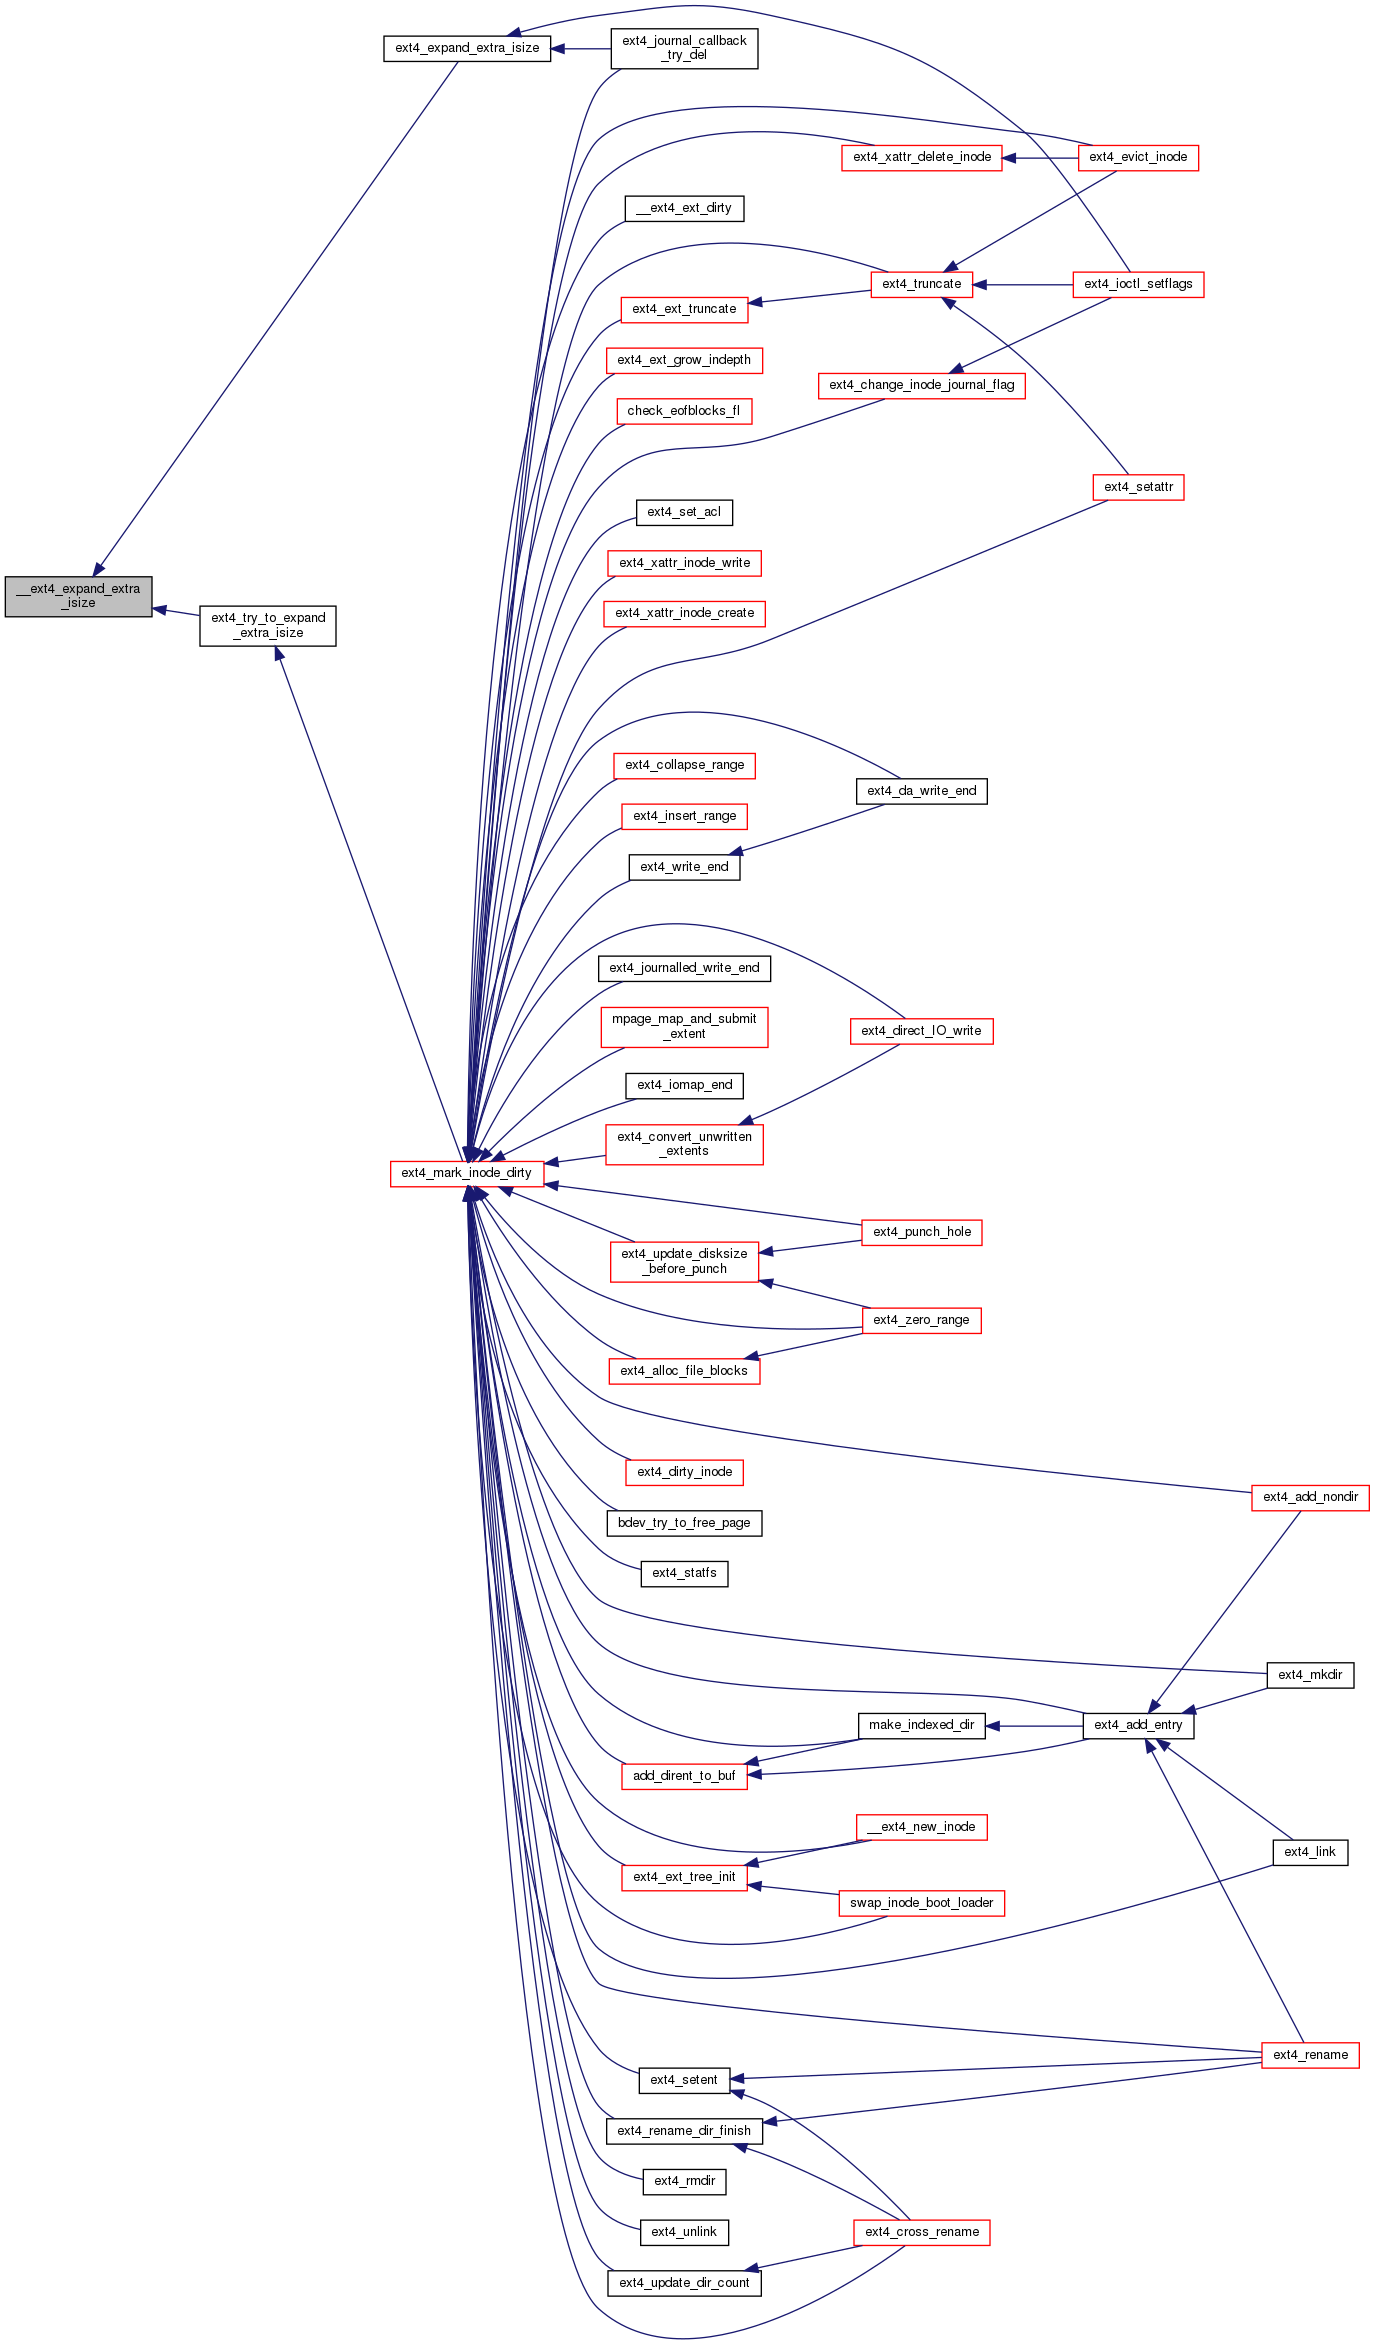 ext4_expand_extra_isize
ext4_journal_callback
_try_del
ext4_xattr_delete_inode
ext4_evict_inode
__ext4_ext_dirty
ext4_truncate
ext4_ioctl_setflags
ext4_ext_truncate
ext4_ext_grow_indepth
ext4_change_inode_journal_flag
check_eofblocks_fl
ext4_setattr
ext4_set_acl
ext4_xattr_inode_write
__ext4_expand_extra
_isize
ext4_try_to_expand
_extra_isize
ext4_xattr_inode_create
ext4_collapse_range
ext4_da_write_end
ext4_insert_range
ext4_write_end
ext4_journalled_write_end
mpage_map_and_submit
_extent
ext4_direct_IO_write
ext4_iomap_end
ext4_convert_unwritten
_extents
ext4_mark_inode_dirty
ext4_punch_hole
ext4_update_disksize
_before_punch
ext4_zero_range
ext4_alloc_file_blocks
ext4_dirty_inode
ext4_add_nondir
bdev_try_to_free_page
ext4_statfs
ext4_mkdir
make_indexed_dir
ext4_add_entry
add_dirent_to_buf
__ext4_new_inode
ext4_link
ext4_ext_tree_init
swap_inode_boot_loader
ext4_rename
ext4_setent
ext4_rename_dir_finish
ext4_rmdir
ext4_unlink
ext4_cross_rename
ext4_update_dir_count